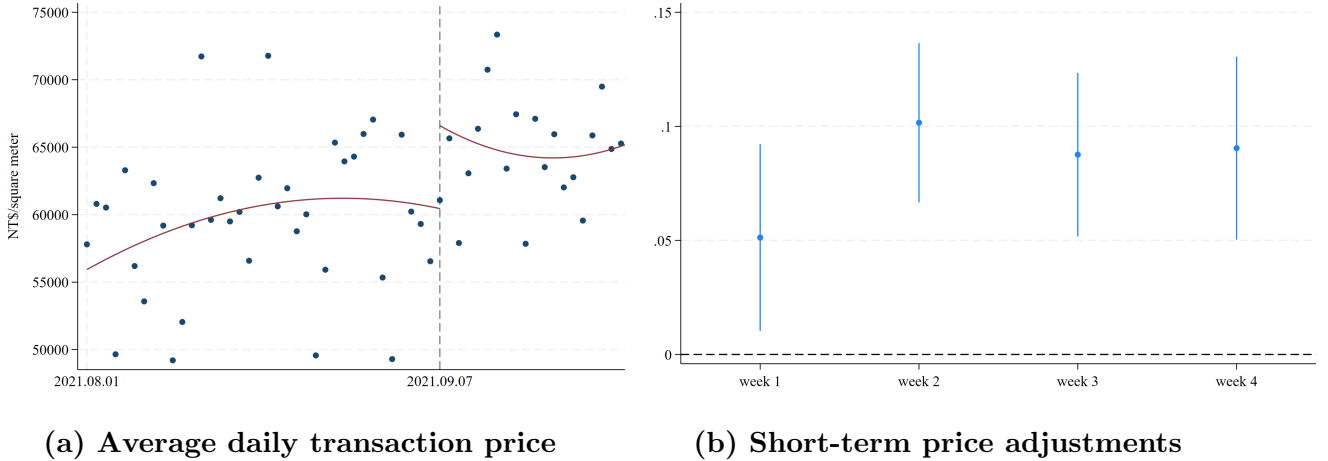 75000
70000
65000
60000
55000
50000
NT$/square meter
2021.08.01
2021.09.07
(a) Average daily transaction price
.15
.1
.05
0
week 1
week 2
week 3
week 4
(b) Short-term price adjustments